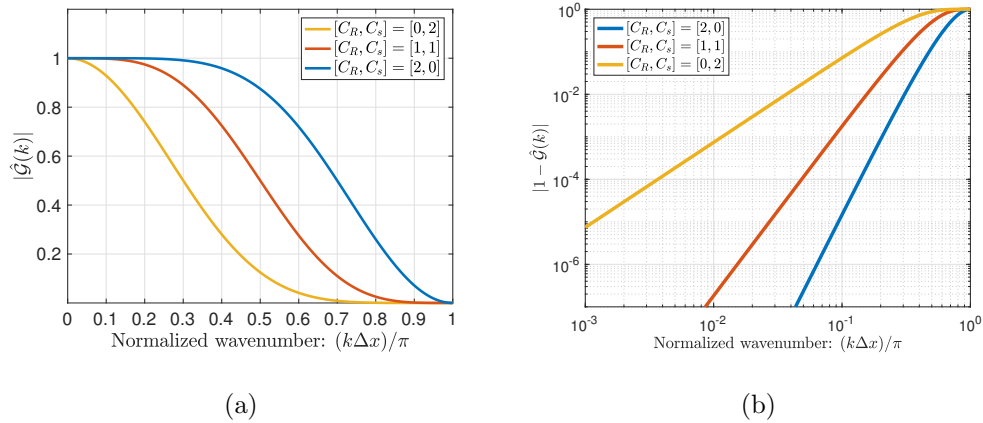 [C_R, C_s] = [0, 2]
[C_R, C_s] = [1, 1]
[C_R, C_s] = [2, 0]
|𝒢̂(k)|
1
0.8
0.6
0.4
0.2
0 0.1 0.2 0.3 0.4 0.5 0.6 0.7 0.8 0.9 1
Normalized wavenumber: (kΔx)/π
(a)
[C_R, C_s] = [2, 0]
[C_R, C_s] = [1, 1]
[C_R, C_s] = [0, 2]
|1 − 𝒢̂(k)|
10^0
10^-2
10^-4
10^-6
10^-3 10^-2 10^-1 10^0
Normalized wavenumber: (kΔx)/π
(b)